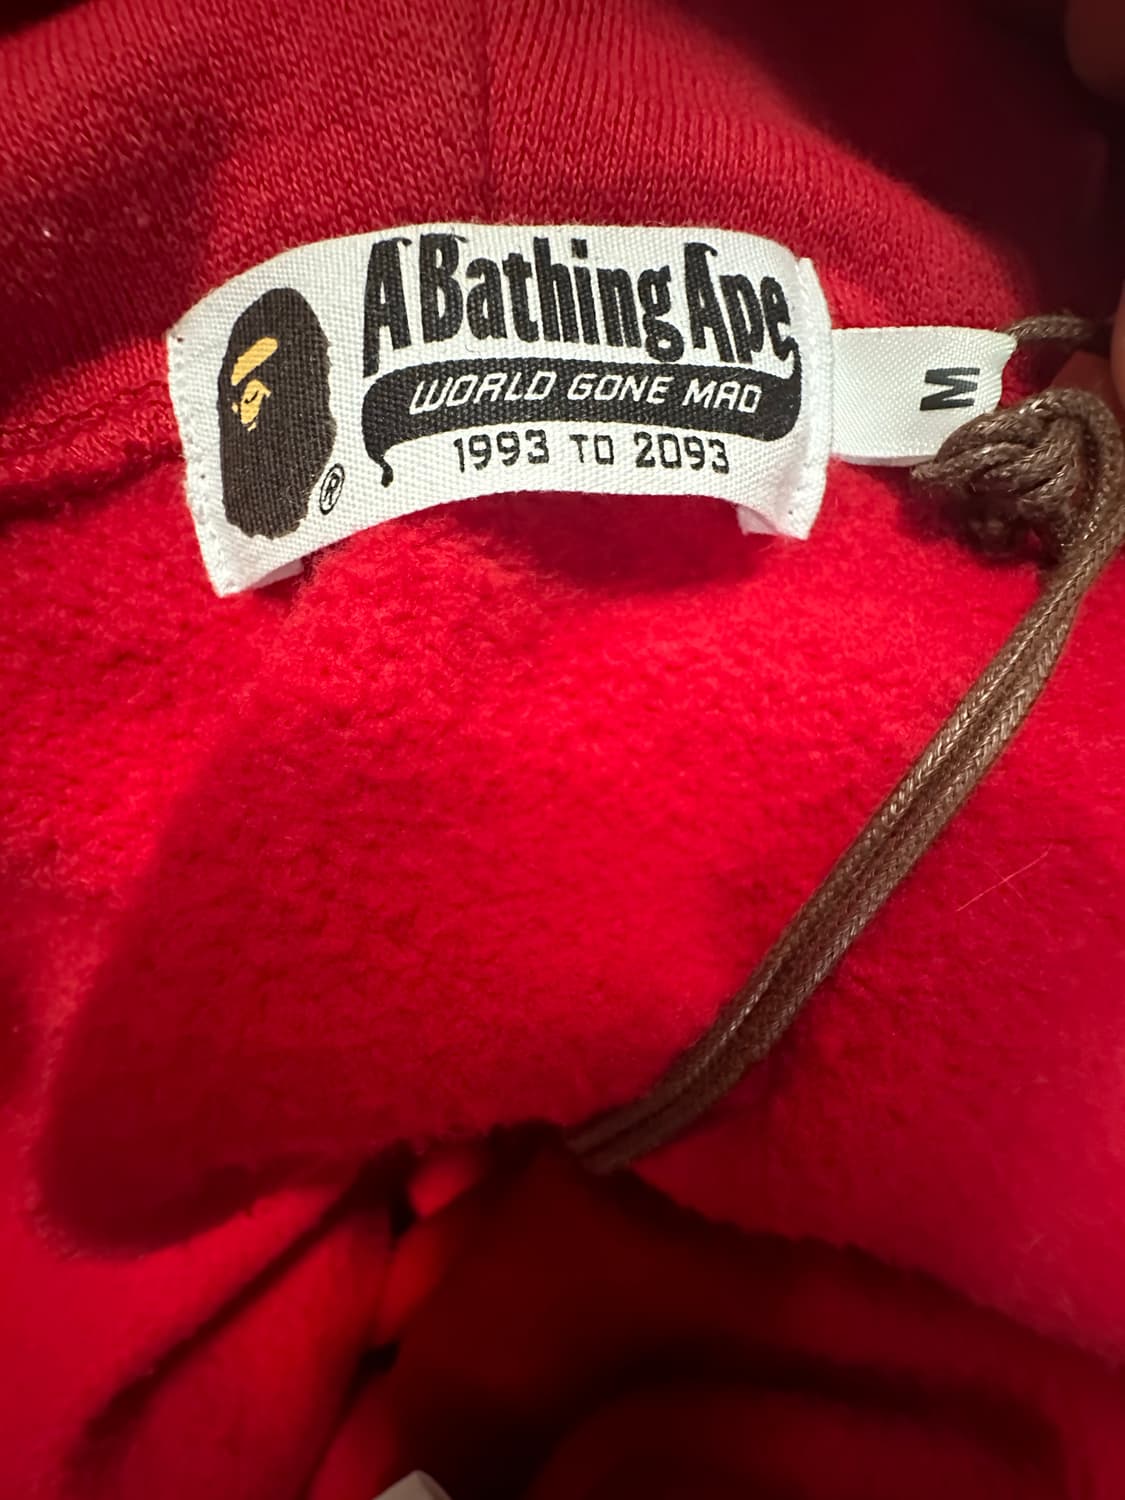 A Bathing Ape
WORLD GONE MAD
1993 TO 2093
®
M